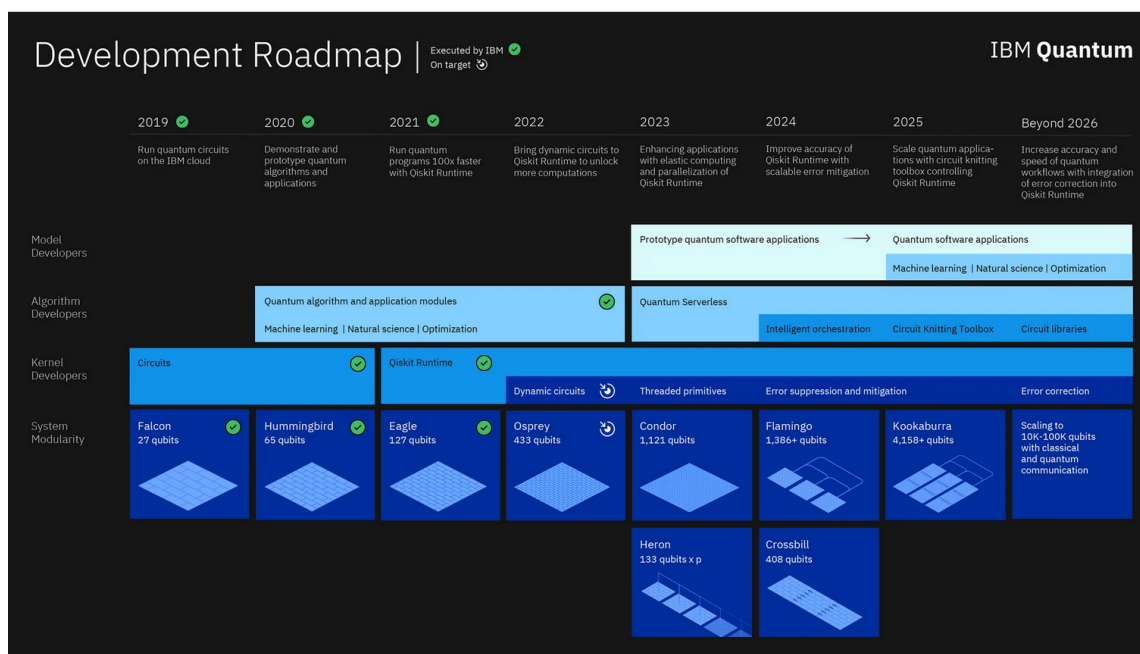 Development Roadmap
Executed by IBM
On target
IBM Quantum
2019
Run quantum circuits
on the IBM cloud
2020
Demonstrate and
prototype quantum
algorithms and
applications
2021
Run quantum
programs 100x faster
with Qiskit Runtime
2022
Bring dynamic circuits to
Qiskit Runtime to unlock
more computations
2023
Enhancing applications
with elastic computing
and parallelization of
Qiskit Runtime
2024
Improve accuracy of
Qiskit Runtime with
scalable error mitigation
2025
Scale quantum applica-
tions with circuit knitting
toolbox controlling
Qiskit Runtime
Beyond 2026
Increase accuracy and
speed of quantum
workflows with integration
of error correction into
Qiskit Runtime
Model
Developers
Prototype quantum software applications →
Quantum software applications
Machine learning | Natural science | Optimization
Algorithm
Developers
Quantum algorithm and application modules
Machine learning | Natural science | Optimization
Quantum Serverless
Intelligent orchestration
Circuit Knitting Toolbox
Circuit libraries
Kernel
Developers
Circuits
Qiskit Runtime
Dynamic circuits
Threaded primitives
Error suppression and mitigation
Error correction
System
Modularity
Falcon
27 qubits
Hummingbird
65 qubits
Eagle
127 qubits
Osprey
433 qubits
Condor
1,121 qubits
Flamingo
1,386+ qubits
Kookaburra
4,158+ qubits
Scaling to
10K-100K qubits
with classical
and quantum
communication
Heron
133 qubits x p
Crossbill
408 qubits